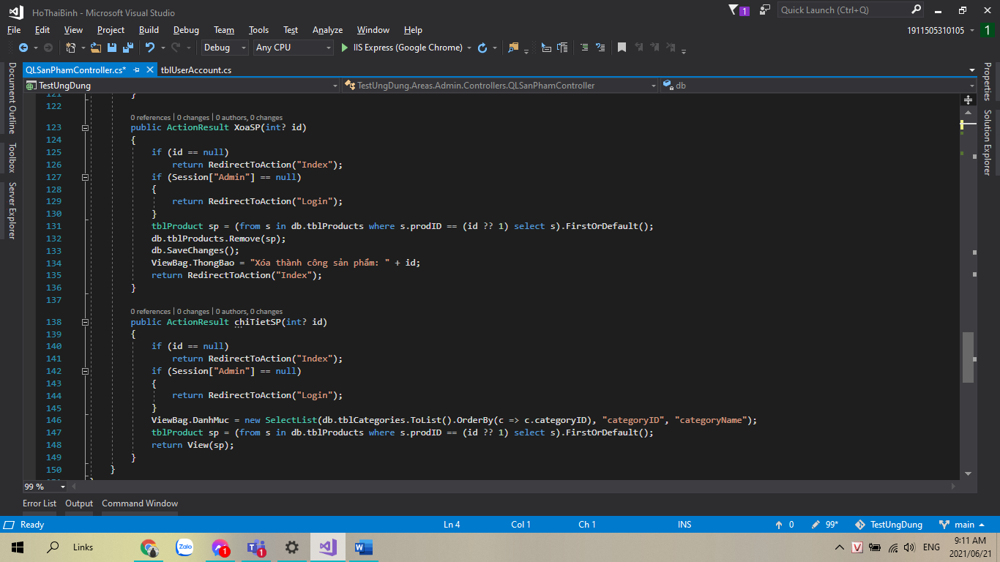 HoThaiBinh - Microsoft Visual Studio
1
Quick Launch (Ctrl+Q)
File Edit View Project Build Debug Team Tools Test Analyze Window Help
1911505310105 1
Debug Any CPU IIS Express (Google Chrome)
QLSanPhamController.cs* tblUserAccount.cs
TestUngDung TestUngDung.Areas.Admin.Controllers.QLSanPhamController db
Document Outline
Toolbox
Server Explorer
Properties
Solution Explorer
121 }
122
0 references | 0 changes | 0 authors, 0 changes
123 public ActionResult XoaSP(int? id)
124 {
125 if (id == null)
126 return RedirectToAction("Index");
127 if (Session["Admin"] == null)
128 {
129 return RedirectToAction("Login");
130 }
131 tblProduct sp = (from s in db.tblProducts where s.prodID == (id ?? 1) select s).FirstOrDefault();
132 db.tblProducts.Remove(sp);
133 db.SaveChanges();
134 ViewBag.ThongBao = "Xóa thành công sản phẩm: " + id;
135 return RedirectToAction("Index");
136 }
137
0 references | 0 changes | 0 authors, 0 changes
138 public ActionResult chiTietSP(int? id)
139 {
140 if (id == null)
141 return RedirectToAction("Index");
142 if (Session["Admin"] == null)
143 {
144 return RedirectToAction("Login");
145 }
146 ViewBag.DanhMuc = new SelectList(db.tblCategories.ToList().OrderBy(c => c.categoryID), "categoryID", "categoryName");
147 tblProduct sp = (from s in db.tblProducts where s.prodID == (id ?? 1) select s).FirstOrDefault();
148 return View(sp);
149 }
150 }
99 %
Error List Output Command Window
Ready Ln 4 Col 1 Ch 1 INS 0 99* TestUngDung main
Links Zalo 1 1 W V ENG 9:11 AM
2021/06/21